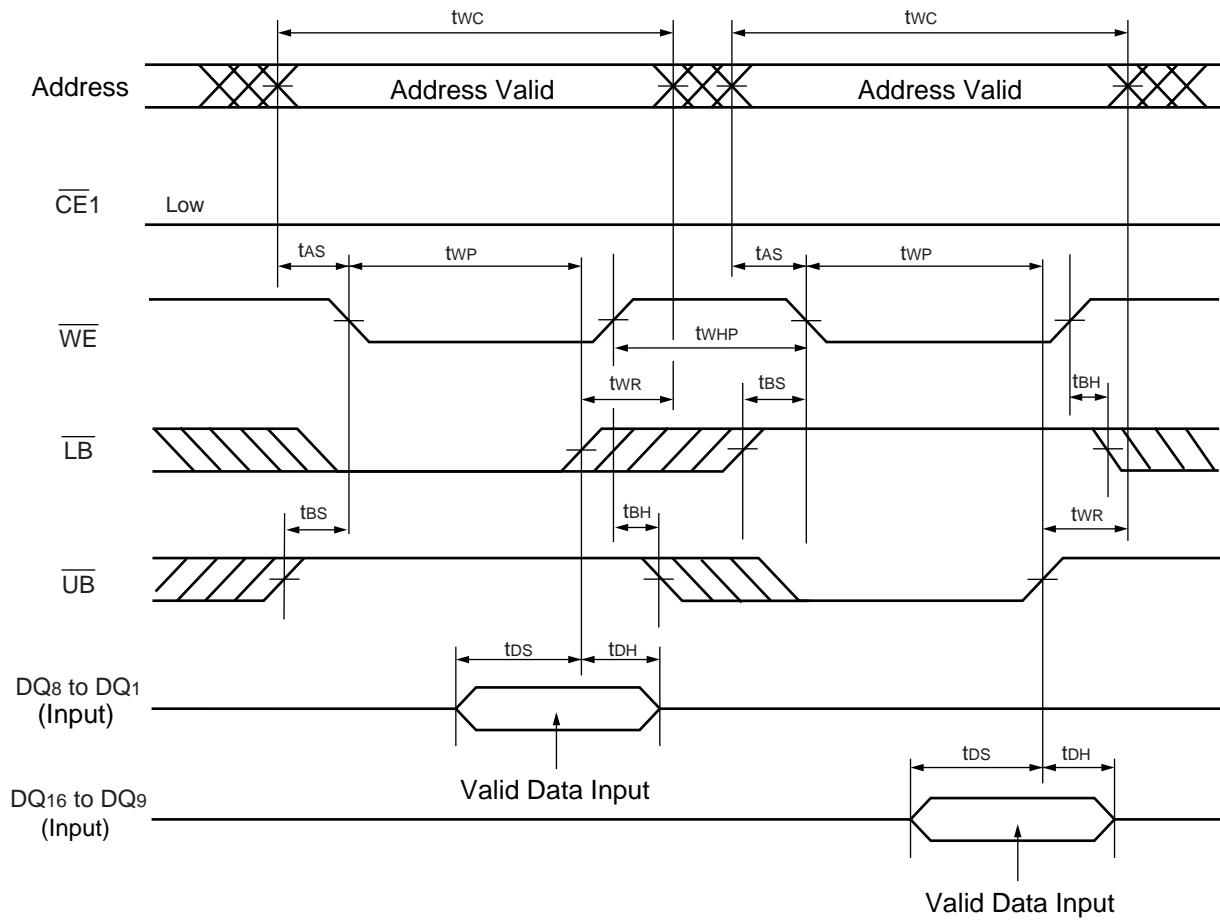 tWC tWC
Address Address Valid Address Valid
CE1 Low
tAS tWP tAS tWP
WE
tWHP
tWR tBS tBH
LB
tBS tBH tWR
UB
tDS tDH
DQ8 to DQ1
(Input)
tDS tDH
Valid Data Input
DQ16 to DQ9
(Input)
Valid Data Input